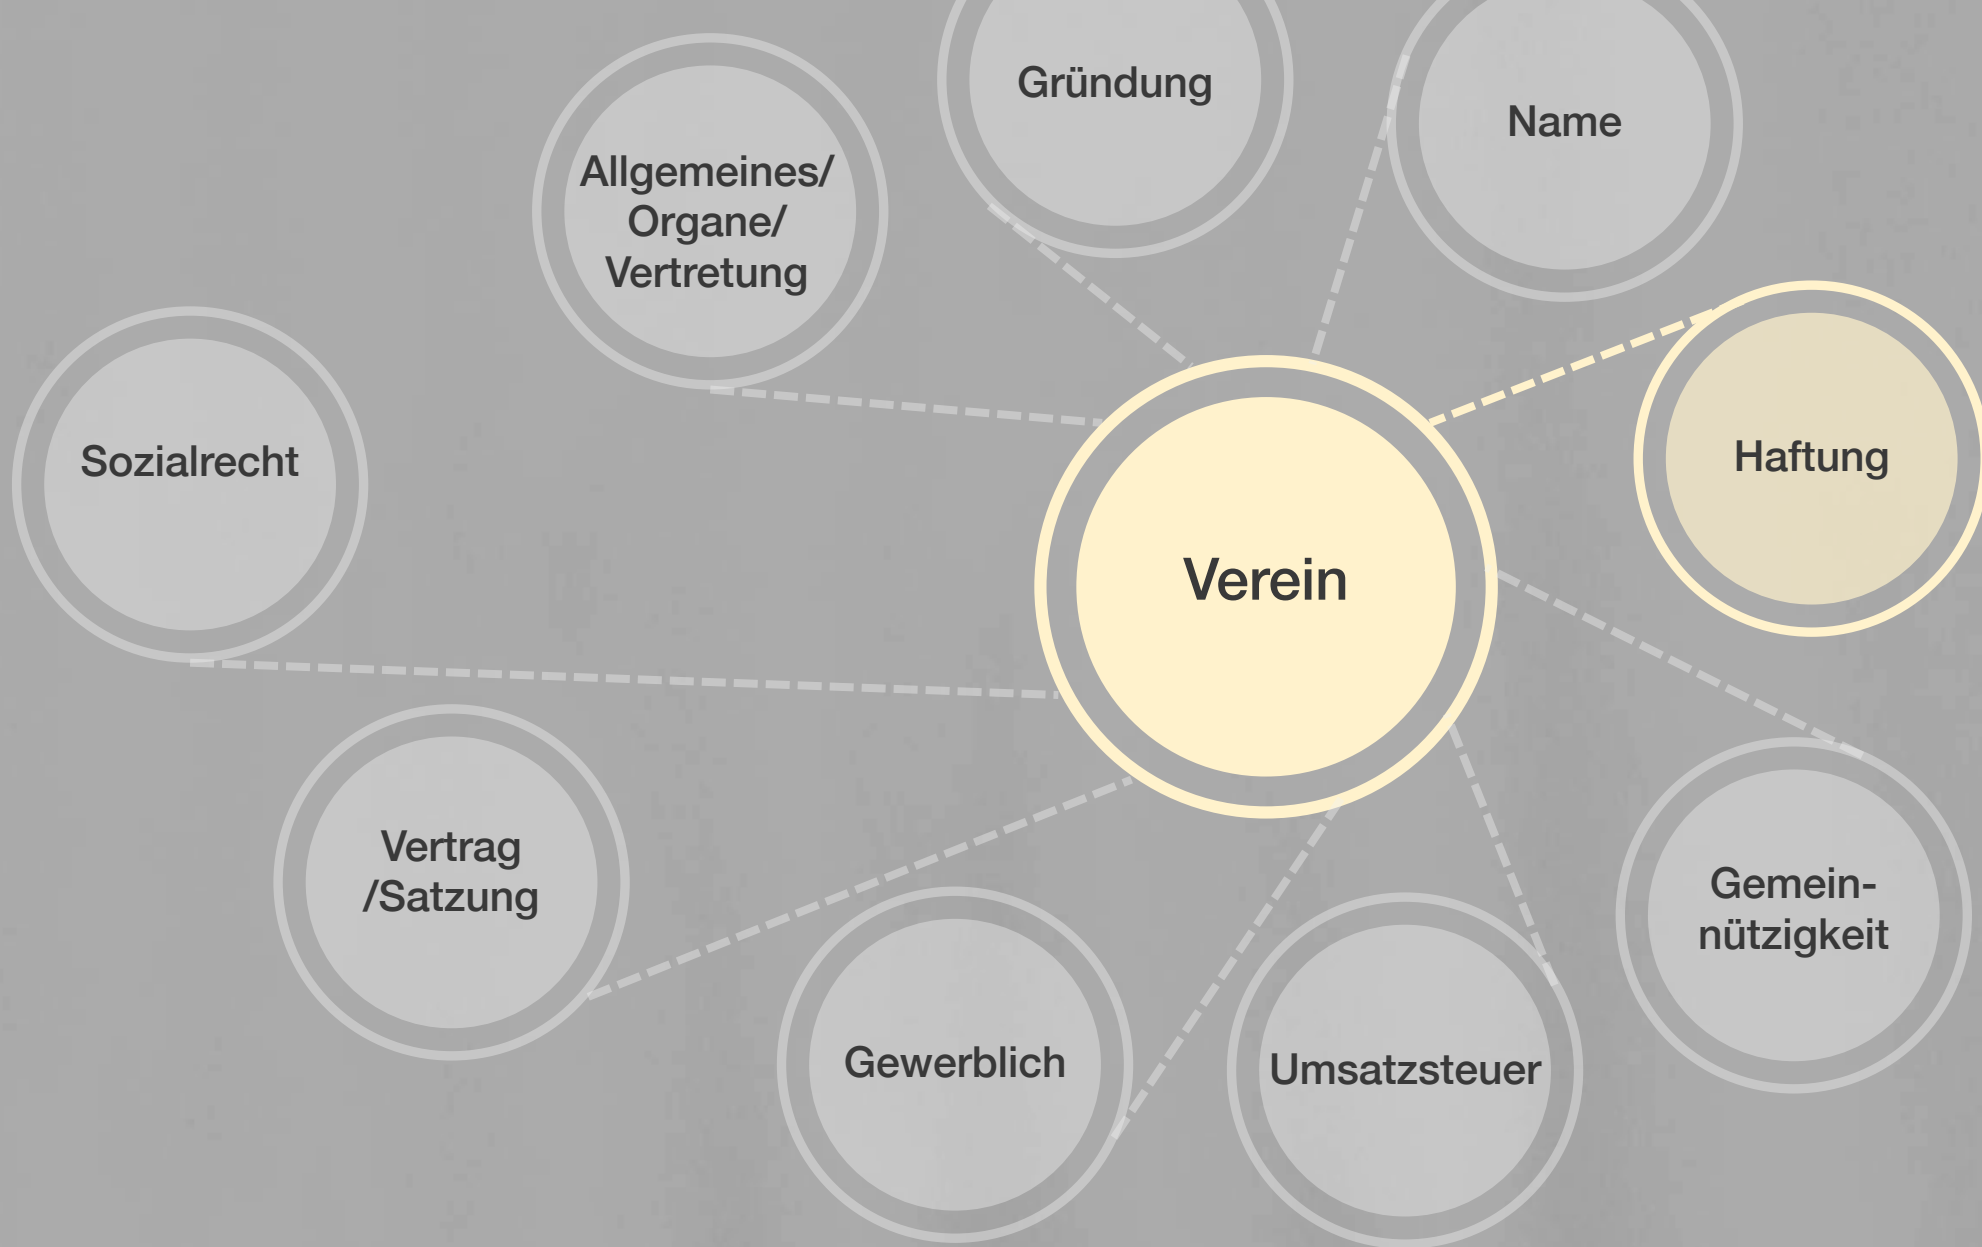 Gründung
Name
Allgemeines/
Organe/
Vertretung
Sozialrecht
Haftung
Verein
Vertrag
/Satzung
Gemein-
nützigkeit
Gewerblich
Umsatzsteuer